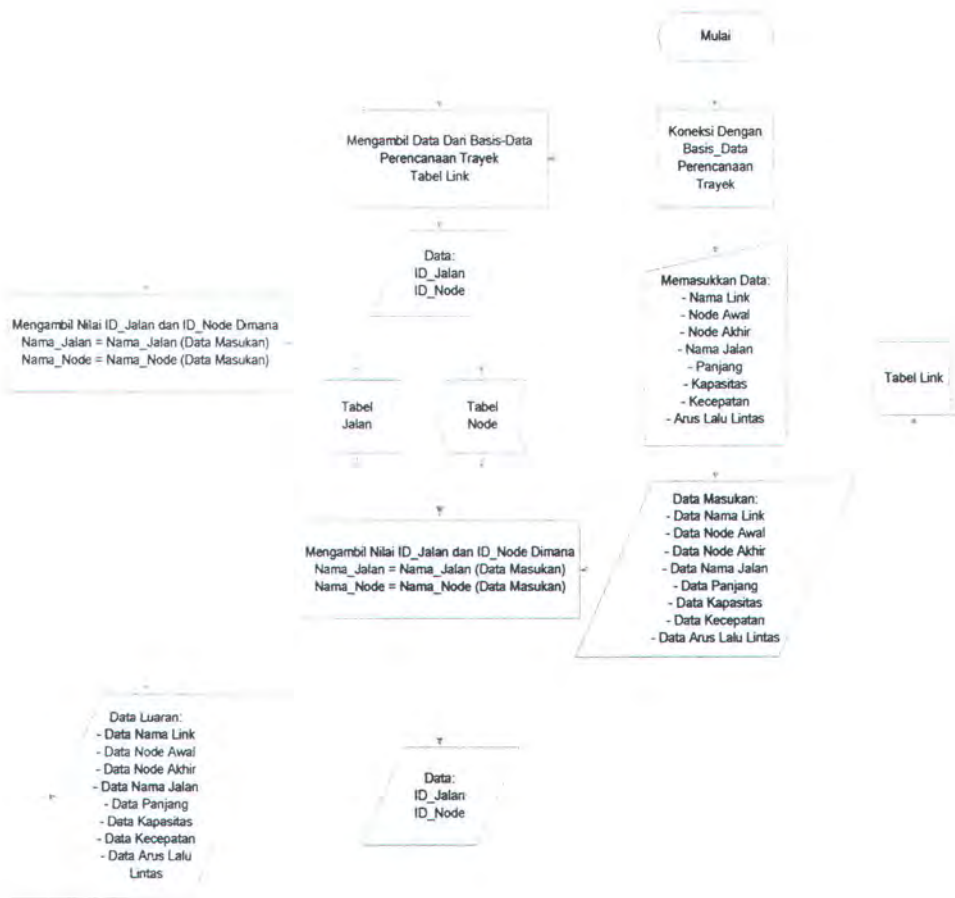 Mulai
Mengambil Data Dari Basis-Data
Perencanaan Trayek
Tabel Link
Koneksi Dengan
Basis_Data
Perencanaan
Trayek
Data:
ID_Jalan
ID_Node
Memasukkan Data:
- Nama Link
- Node Awal
- Node Akhir
- Nama Jalan
- Panjang
- Kapasitas
- Kecepatan
- Arus Lalu Lintas
Mengambil Nilai ID_Jalan dan ID_Node Dimana
Nama_Jalan = Nama_Jalan (Data Masukan)
Nama_Node = Nama_Node (Data Masukan)
Tabel Link
Tabel
Jalan
Tabel
Node
Data Masukan:
- Data Nama Link
- Data Node Awal
- Data Node Akhir
- Data Nama Jalan
- Data Panjang
- Data Kapasitas
- Data Kecepatan
- Data Arus Lalu Lintas
Mengambil Nilai ID_Jalan dan ID_Node Dimana
Nama_Jalan = Nama_Jalan (Data Masukan)
Nama_Node = Nama_Node (Data Masukan)
Data Luaran:
- Data Nama Link
- Data Node Awal
- Data Node Akhir
- Data Nama Jalan
- Data Panjang
- Data Kapasitas
- Data Kecepatan
- Data Arus Lalu
Lintas
Data:
ID_Jalan
ID_Node